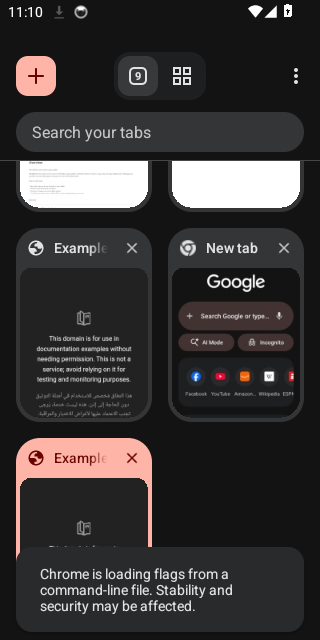 11:10
9
Search your tabs
Example
New tab
Google
This domain is for use in
documentation examples without
needing permission. This is not a
service; avoid relying on it for
testing and monitoring purposes.
Search Google or type...
AI Mode
Incognito
Facebook YouTube Amazon... Wikipedia ESPN
Example
Chrome is loading flags from a
command-line file. Stability and
security may be affected.